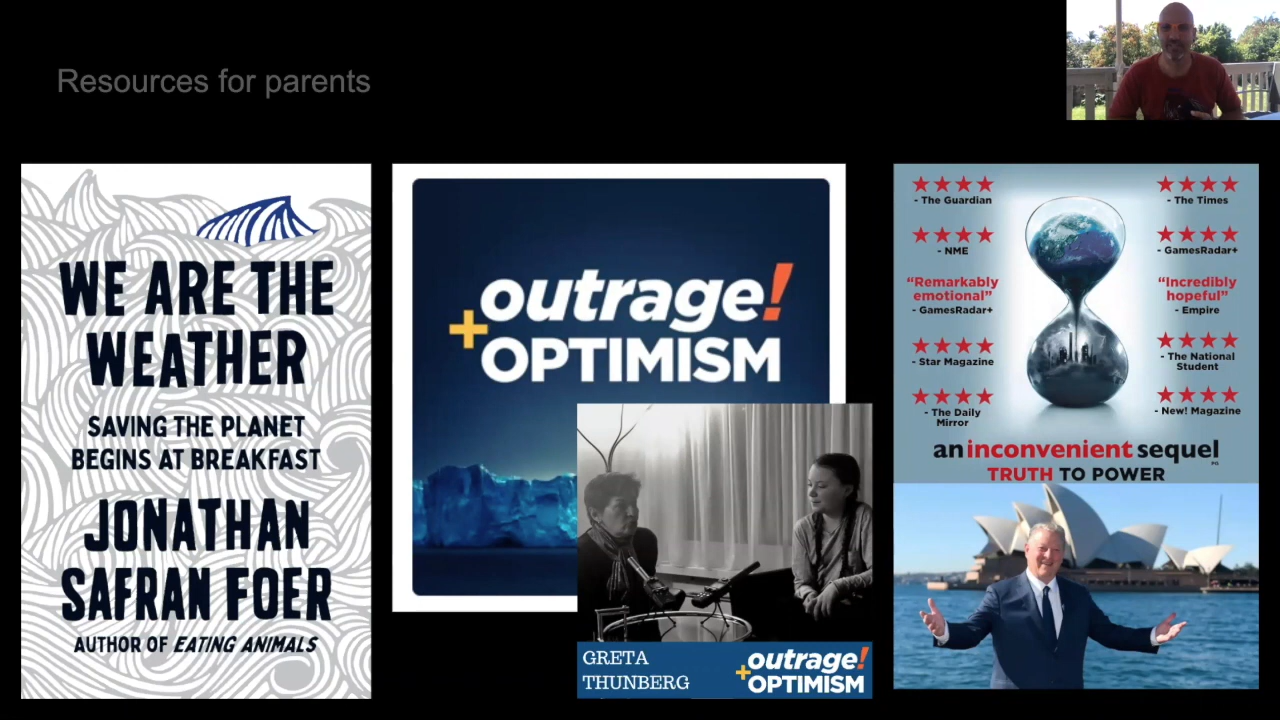 Resources for parents
WE ARE THE
WEATHER
SAVING THE PLANET
BEGINS AT BREAKFAST
JONATHAN
SAFRAN FOER
AUTHOR OF EATING ANIMALS
outrage!
+OPTIMISM
GRETA
THUNBERG
outrage!
+OPTIMISM
★★★★
- The Guardian
★★★★
- NME
“Remarkably
emotional”
- GamesRadar+
★★★★
- Star Magazine
★★★★
- The Daily
Mirror
★★★★
- The Times
★★★★
- GamesRadar+
“Incredibly
hopeful”
- Empire
★★★★
- The National
Student
★★★★
- New! Magazine
an inconvenient sequel
TRUTH TO POWER
PG